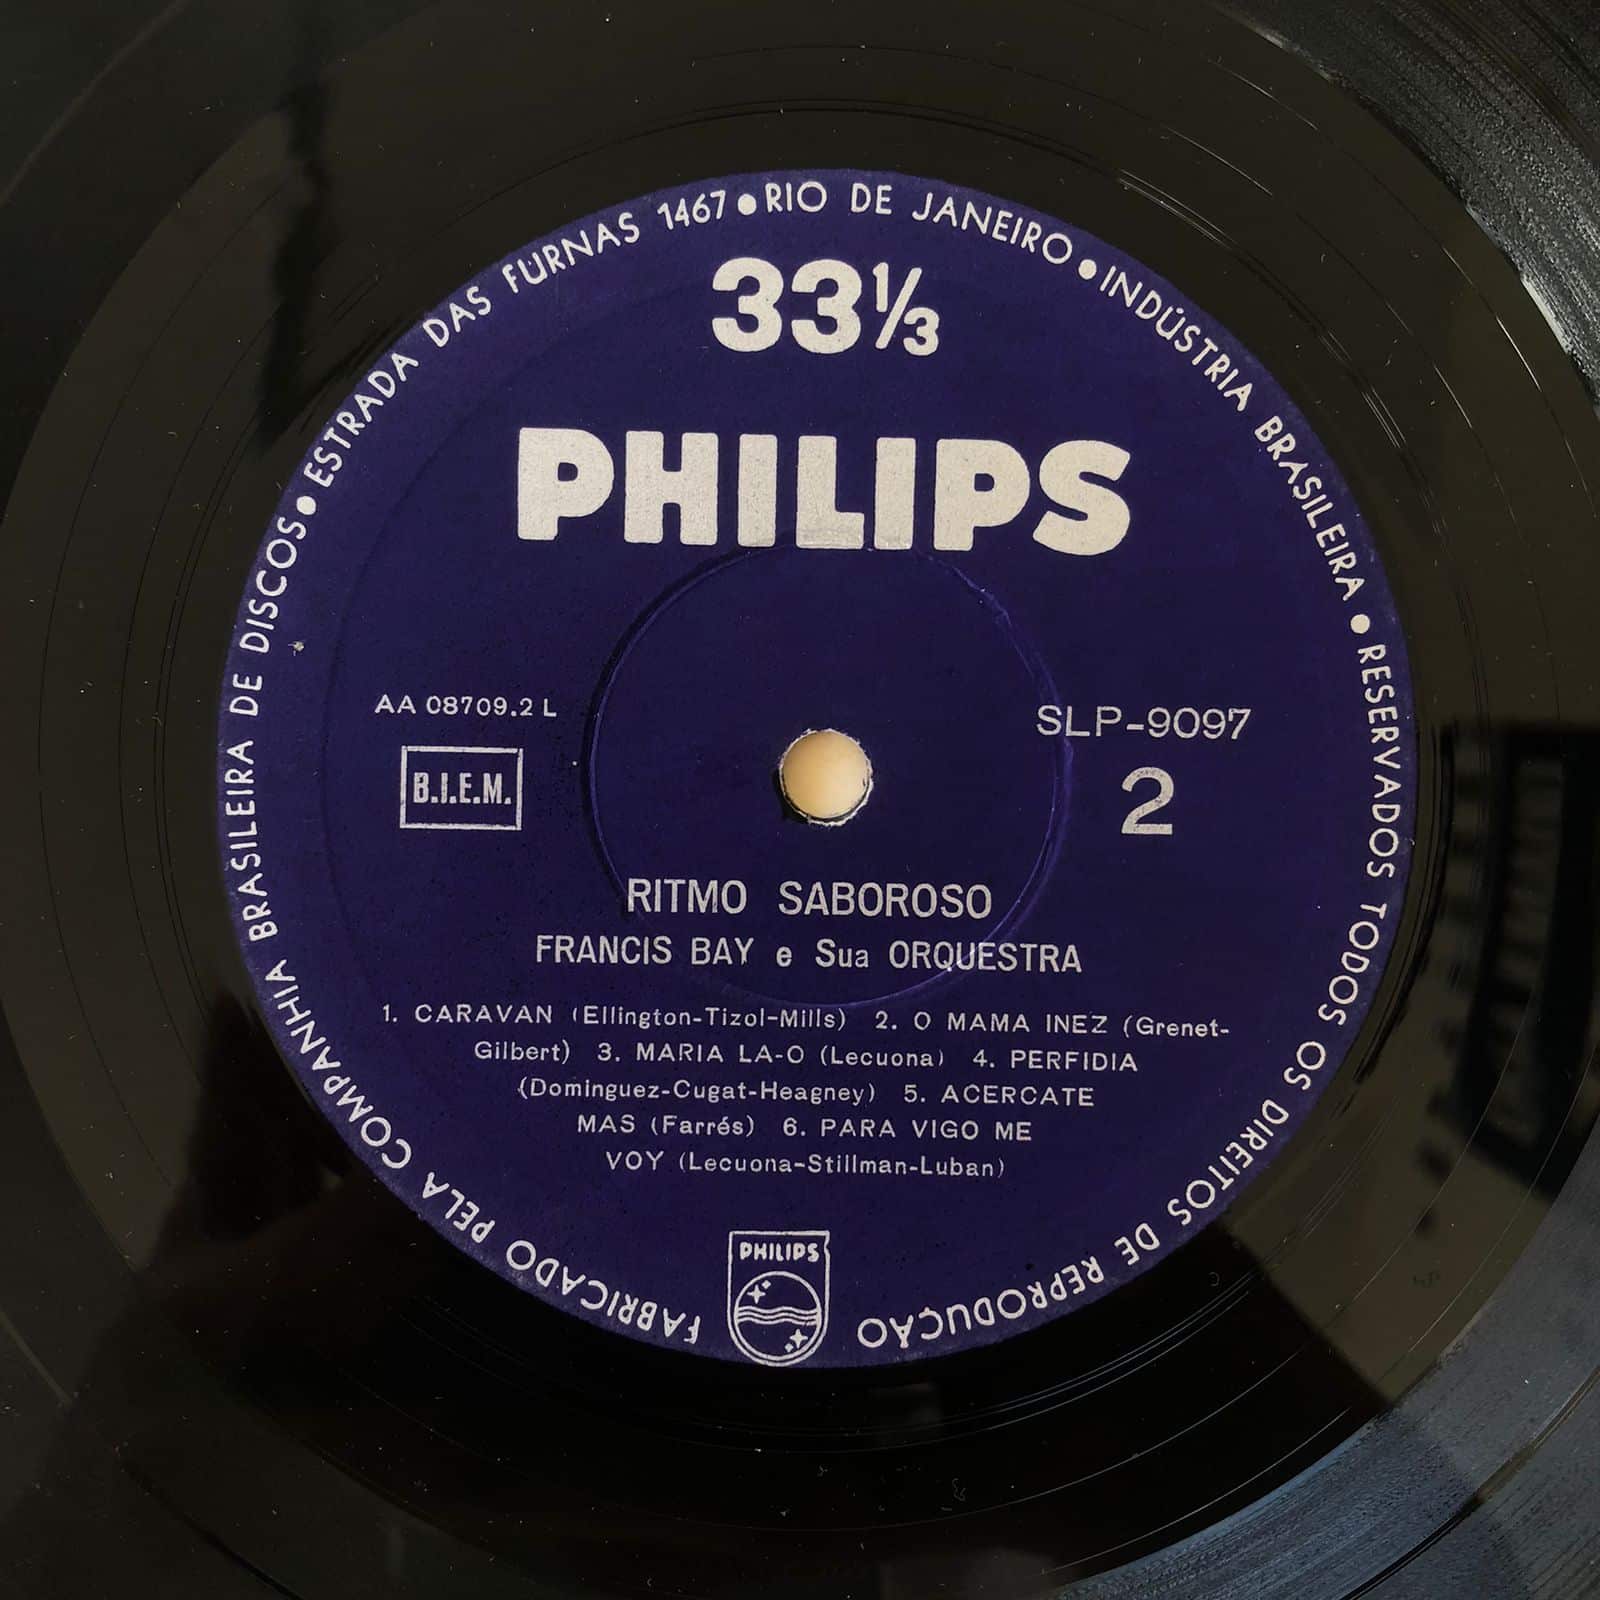 FABRICADO PELA COMPANHIA BRASILEIRA DE DISCOS • ESTRADA DAS FURNAS 1467 • RIO DE JANEIRO • INDÚSTRIA BRASILEIRA • RESERVADOS TODOS OS DIREITOS DE REPRODUÇÃO
33⅓
PHILIPS
AA 08709.2 L
B.I.E.M.
SLP-9097
2
RITMO SABOROSO
FRANCIS BAY e Sua ORQUESTRA
1. CARAVAN (Ellington-Tizol-Mills) 2. O MAMA INEZ (Grenet-
Gilbert) 3. MARIA LA-O (Lecuona) 4. PERFIDIA
(Dominguez-Cugat-Heagney) 5. ACERCATE
MAS (Farrés) 6. PARA VIGO ME
VOY (Lecuona-Stillman-Luban)
PHILIPS